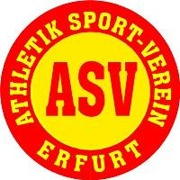 ATHLETIK SPORT-VEREIN
ASV
ERFURT